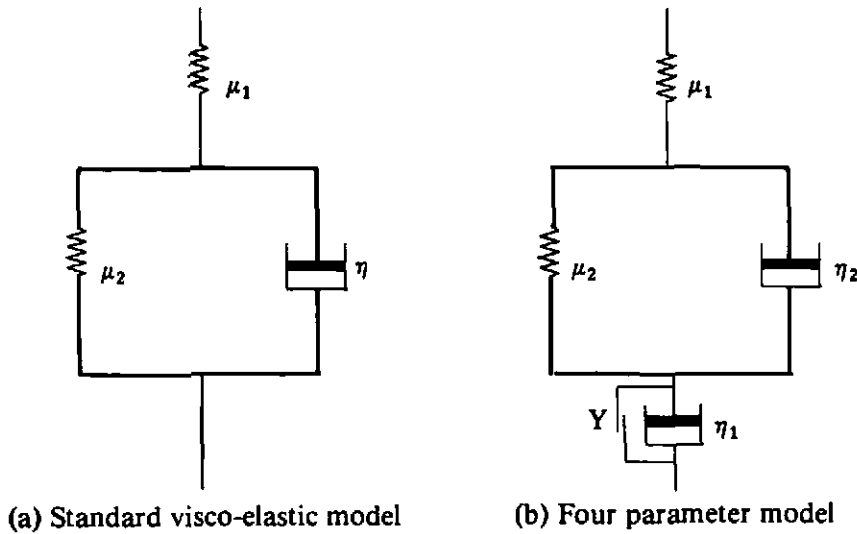 μ₁
μ₁
μ₂
η
μ₂
η₂
Y
η₁
(a) Standard visco-elastic model
(b) Four parameter model